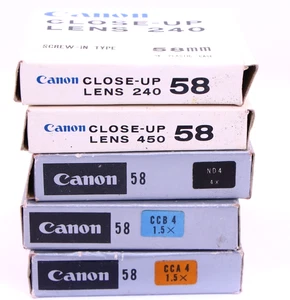 Canon
CLOSE-UP
LENS 240
SCREW-IN TYPE 58mm
Canon CLOSE-UP
LENS 240 58
Canon CLOSE-UP
LENS 450 58
Canon 58 ND4
4×
Canon 58 CCB 4
1.5×
Canon 58 CCA 4
1.5×